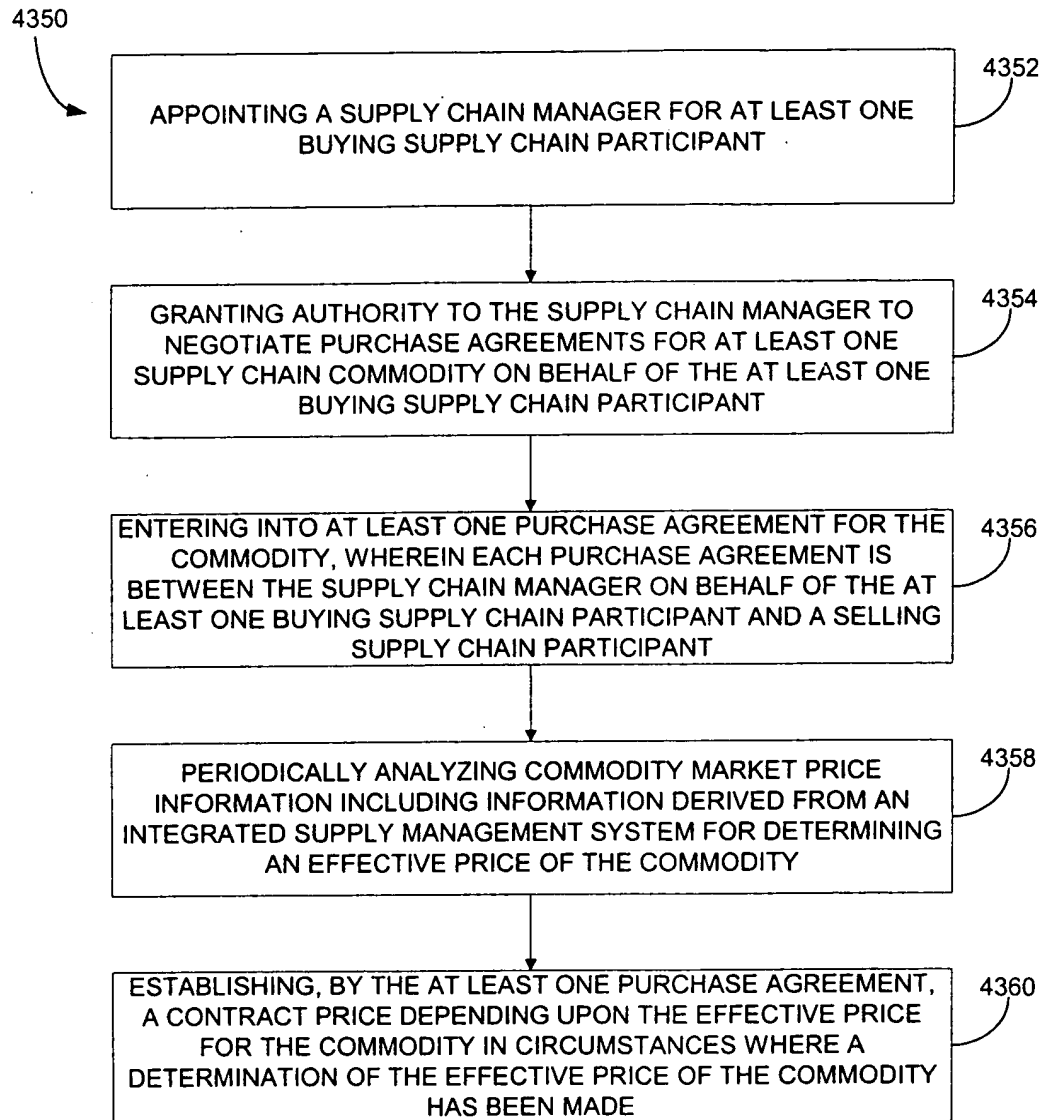 4350
4352
APPOINTING A SUPPLY CHAIN MANAGER FOR AT LEAST ONE
BUYING SUPPLY CHAIN PARTICIPANT
4354
GRANTING AUTHORITY TO THE SUPPLY CHAIN MANAGER TO
NEGOTIATE PURCHASE AGREEMENTS FOR AT LEAST ONE
SUPPLY CHAIN COMMODITY ON BEHALF OF THE AT LEAST ONE
BUYING SUPPLY CHAIN PARTICIPANT
4356
ENTERING INTO AT LEAST ONE PURCHASE AGREEMENT FOR THE
COMMODITY, WHEREIN EACH PURCHASE AGREEMENT IS
BETWEEN THE SUPPLY CHAIN MANAGER ON BEHALF OF THE AT
LEAST ONE BUYING SUPPLY CHAIN PARTICIPANT AND A SELLING
SUPPLY CHAIN PARTICIPANT
4358
PERIODICALLY ANALYZING COMMODITY MARKET PRICE
INFORMATION INCLUDING INFORMATION DERIVED FROM AN
INTEGRATED SUPPLY MANAGEMENT SYSTEM FOR DETERMINING
AN EFFECTIVE PRICE OF THE COMMODITY
4360
ESTABLISHING, BY THE AT LEAST ONE PURCHASE AGREEMENT,
A CONTRACT PRICE DEPENDING UPON THE EFFECTIVE PRICE
FOR THE COMMODITY IN CIRCUMSTANCES WHERE A
DETERMINATION OF THE EFFECTIVE PRICE OF THE COMMODITY
HAS BEEN MADE